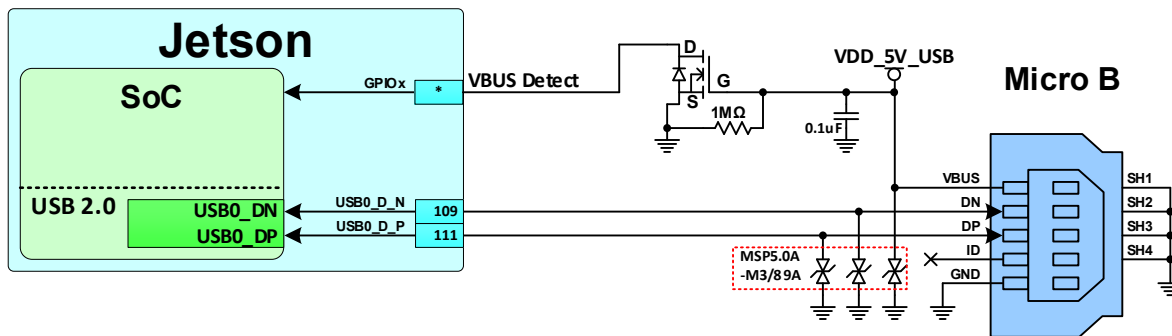 Jetson
SoC
GPIOx
*
VBUS Detect
D
G
S
1MΩ
0.1uF
VDD_5V_USB
Micro B
USB 2.0
USB0_DN
USB0_D_N
109
USB0_DP
USB0_D_P
111
MSP5.0A
-M3/89A
VBUS
DN
DP
ID
GND
SH1
SH2
SH3
SH4